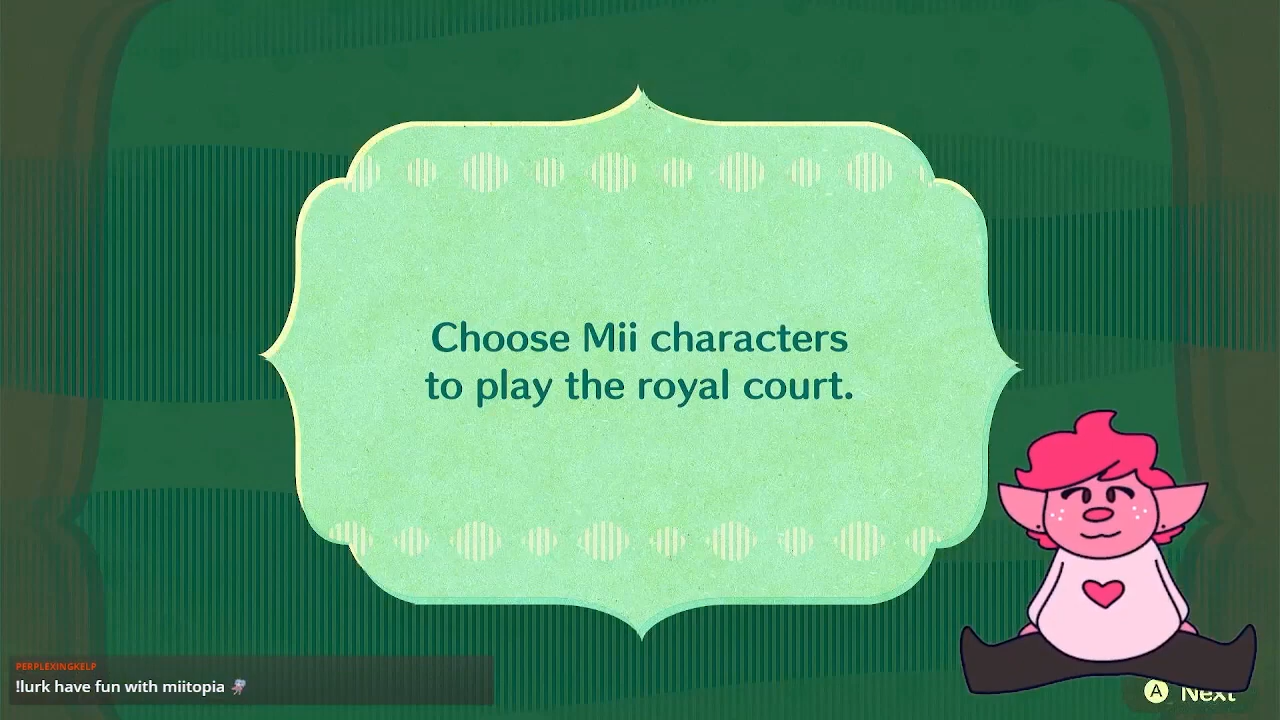 Choose Mii characters
to play the royal court.
PERPLEXINGKELP
!lurk have fun with miitopia
A Next